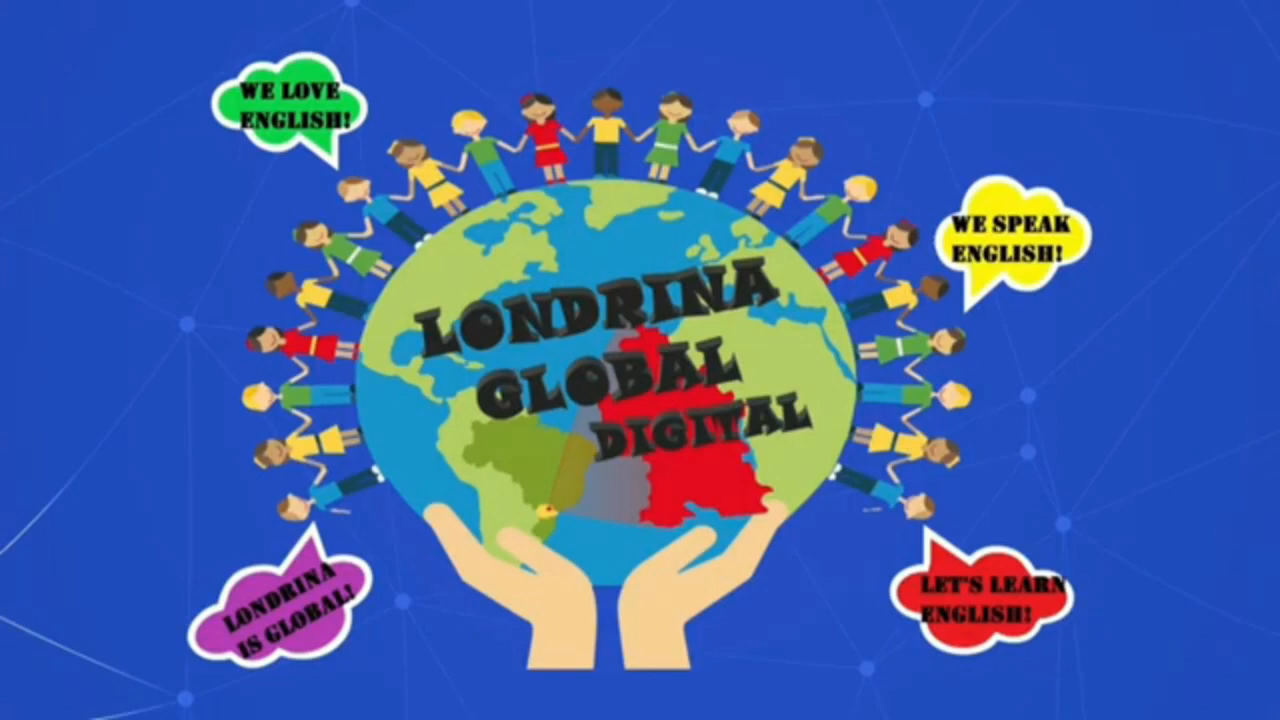 WE LOVE
ENGLISH!
WE SPEAK
ENGLISH!
LONDRINA
GLOBAL
DIGITAL
LONDRINA
IS GLOBAL!
LET'S LEARN
ENGLISH!